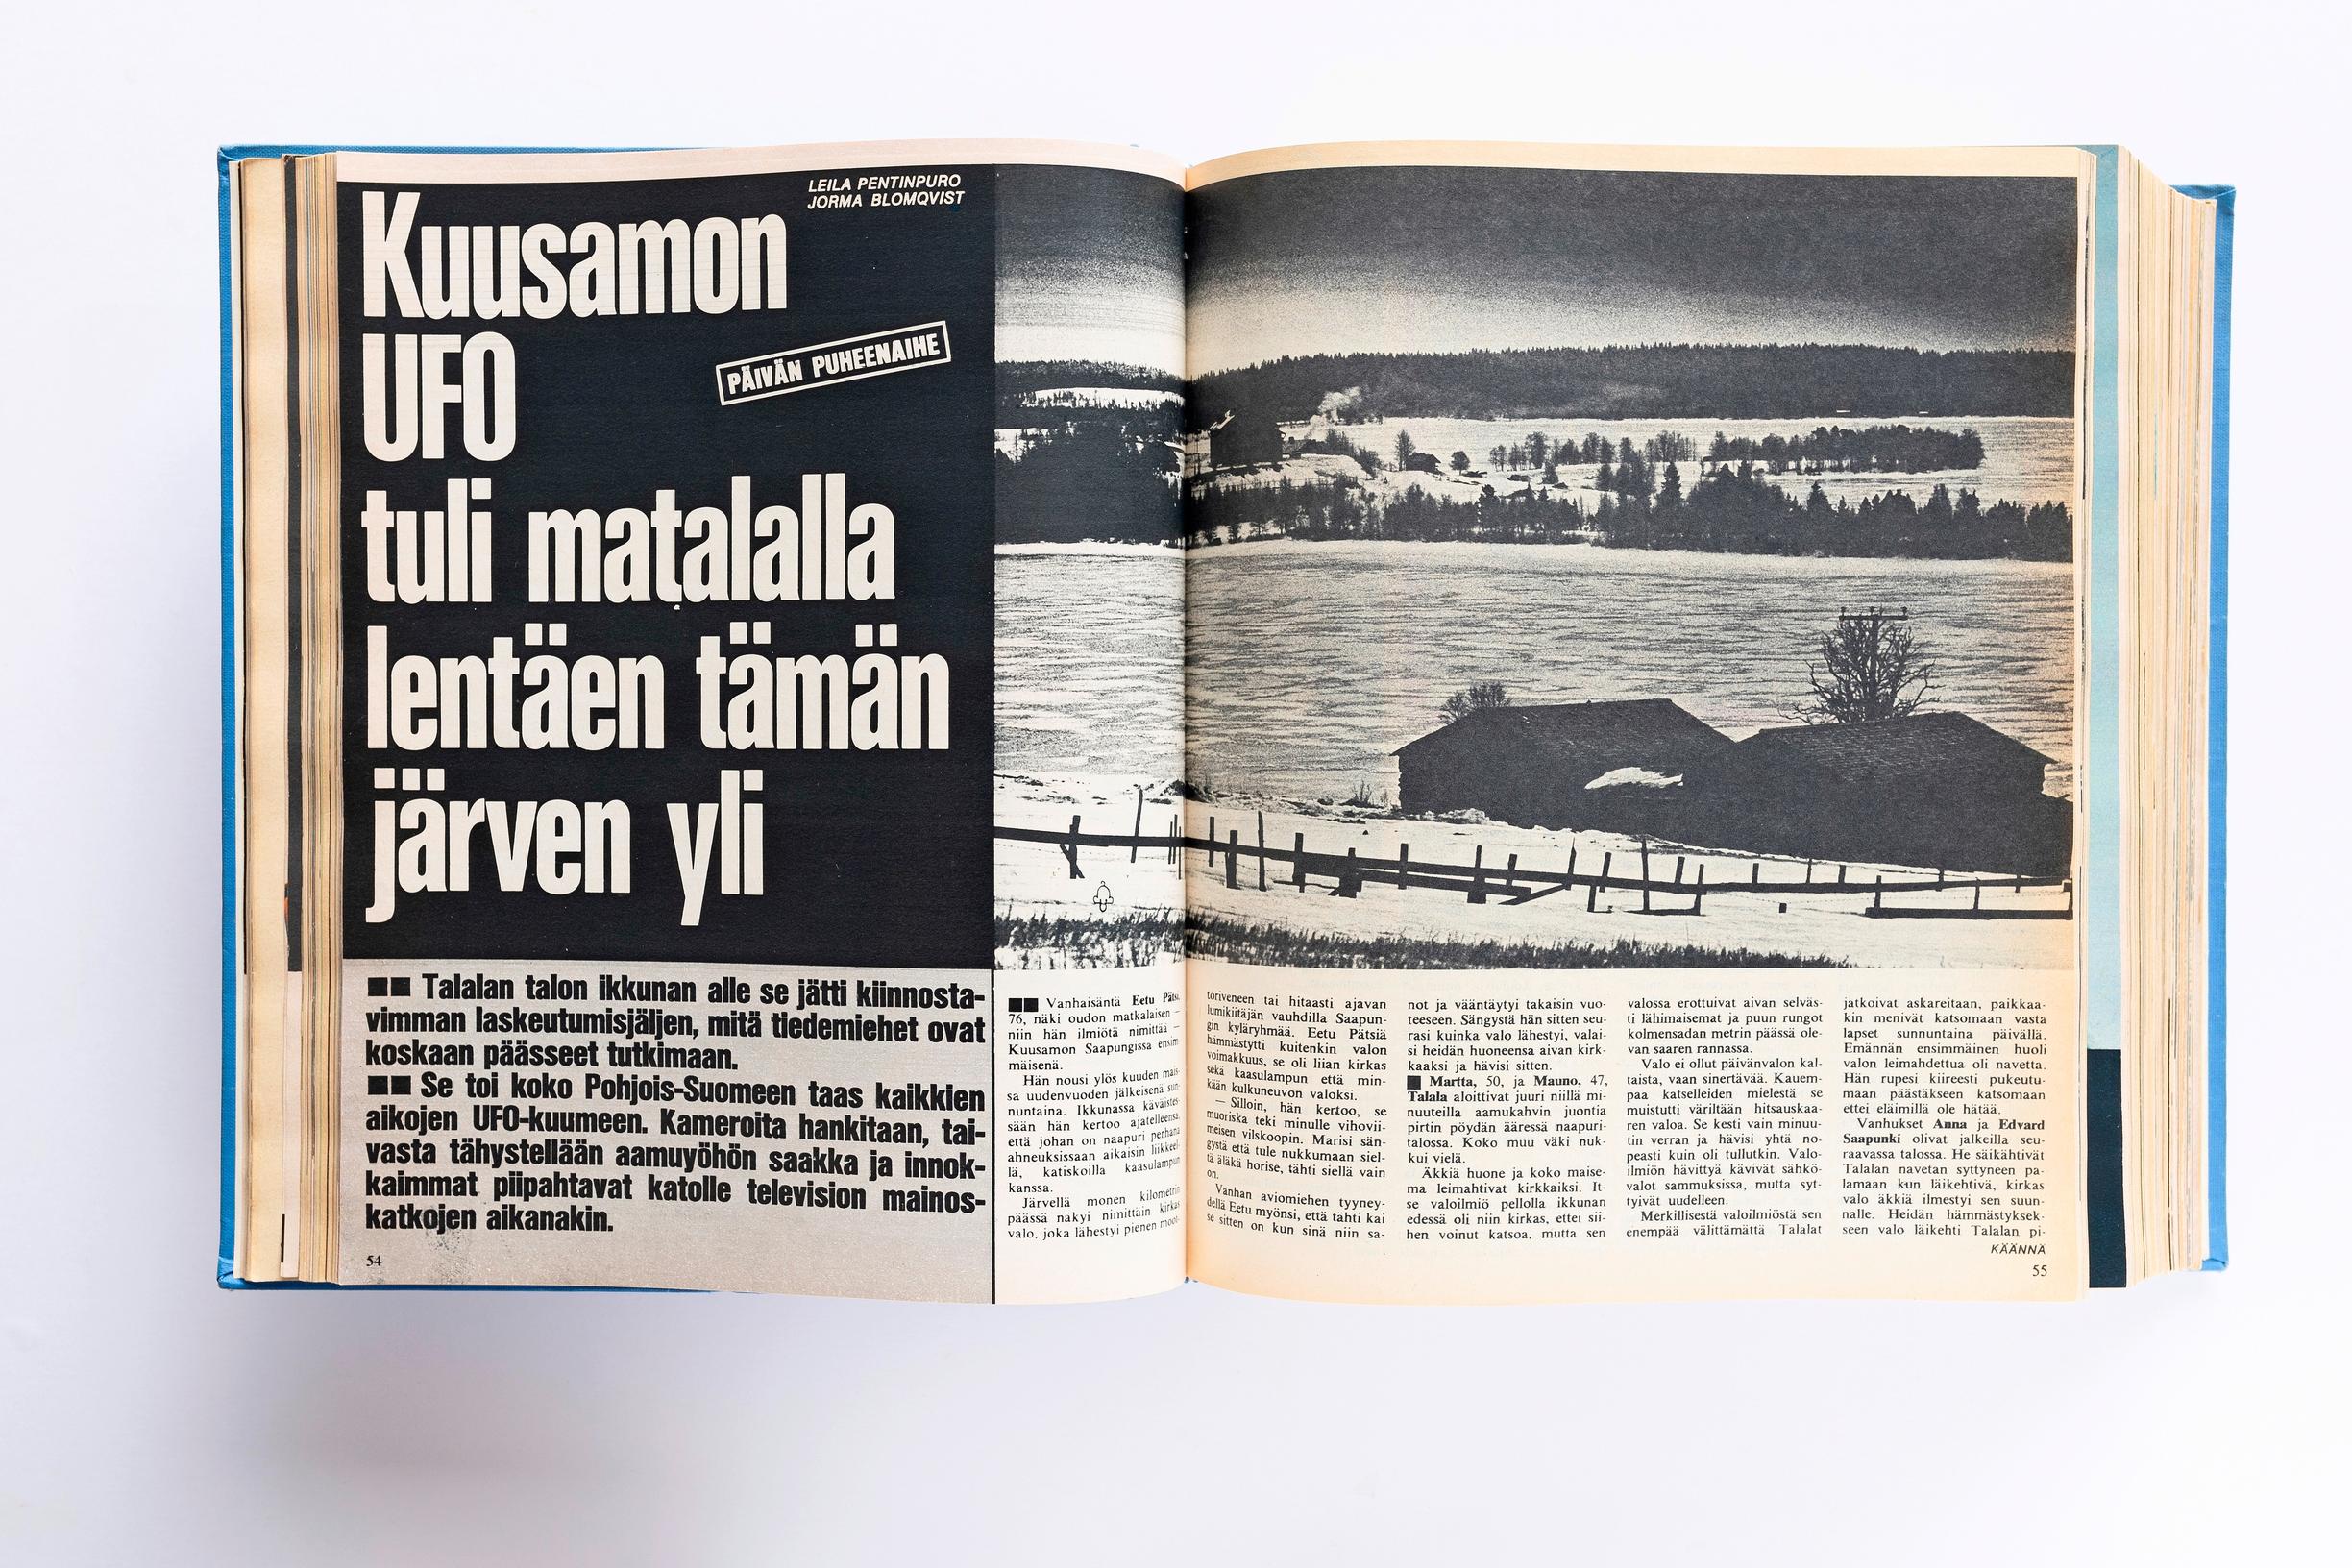 LEILA PENTINPURO
JORMA BLOMQVIST
Kuusamon
UFO
PÄIVÄN PUHEENAIHE
tuli matalalla
lentäen tämän
järven yli
Talalan talon ikkunan alle se jätti kiinnosta-
vimman laskeutumisjäljen, mitä tiedemiehet ovat
koskaan päässeet tutkimaan.
Se toi koko Pohjois-Suomeen taas kaikkien
aikojen UFO-kuumeen. Kameroita hankitaan, tai-
vasta tähystellään aamuyöhön saakka ja innok-
kaimmat piipahtavat katolle television mainos-
katkojen aikanakin.
54
Vanhaisäntä Eetu Pätsi,
76, näki oudon matkalaisen —
niin hän ilmiötä nimittää —
Kuusamon Saapungissa ensim-
mäisenä.
Hän nousi ylös kuuden mais-
sa uudenvuoden jälkeisenä sun-
nuntaina. Ikkunassa käväistes-
sään hän kertoo ajatelleensa,
että johan on naapuri perhana
ahneuksissaan aikaisin liikkeel-
lä, katiskoilla kaasulampun
kanssa.
Järvellä monen kilometrin
päässä näkyi nimittäin kirkas
valo, joka lähestyi pienen moot-
toriveneen tai hitaasti ajavan
lumikiitäjän vauhdilla Saapun-
gin kyläryhmää. Eetu Pätsiä
hämmästytti kuitenkin valon
voimakkuus, se oli liian kirkas
sekä kaasulampun että min-
kään kulkuneuvon valoksi.
— Silloin, hän kertoo, se
muoriska teki minulle vihovii-
meisen vilskoopin. Marisi sän-
gystä että tule nukkumaan siel-
tä äläkä horise, tähti siellä vain
on.
Vanhan aviomiehen tyyney-
dellä Eetu myönsi, että tähti kai
se sitten on kun sinä niin sa-
not ja vääntäytyi takaisin vuo-
teeseen. Sängystä hän sitten seu-
rasi kuinka valo lähestyi, valai-
si heidän huoneensa aivan kirk-
kaaksi ja hävisi sitten.
Martta, 50, ja Mauno, 47,
Talala aloittivat juuri niillä mi-
nuuteilla aamukahvin juontia
pirtin pöydän ääressä naapuri-
talossa. Koko muu väki nuk-
kui vielä.
Äkkiä huone ja koko maise-
ma leimahtivat kirkkaiksi. It-
se valoilmiö pellolla ikkunan
edessä oli niin kirkas, ettei sii-
hen voinut katsoa, mutta sen
valossa erottuivat aivan selväs-
ti lähimaisemat ja puun rungot
kolmensadan metrin päässä ole-
van saaren rannassa.
Valo ei ollut päivänvalon kal-
taista, vaan sinertävää. Kauem-
paa katselleiden mielestä se
muistutti väriltään hitsauskaa-
ren valoa. Se kesti vain minuu-
tin verran ja hävisi yhtä no-
peasti kuin oli tullutkin. Valo-
ilmiön hävittyä kävivät sähkö-
valot sammuksissa, mutta syt-
tyivät uudelleen.
Merkillisestä valoilmiöstä sen
enempää välittämättä Talalat
jatkoivat askareitaan, paikkaa-
kin menivät katsomaan vasta
lapset sunnuntaina päivällä.
Emännän ensimmäinen huoli
valon leimahdettua oli navetta.
Hän rupesi kiireesti pukeutu-
maan päästäkseen katsomaan
ettei eläimillä ole hätää.
Vanhukset Anna ja Edvard
Saapunki olivat jalkeilla seu-
raavassa talossa. He säikähtivät
Talalan navetan syttyneen pa-
lamaan kun läikehtivä, kirkas
valo äkkiä ilmestyi sen suun-
nalle. Heidän hämmästyksek-
seen valo läikehti Talalan pi-
KÄÄNNÄ
55